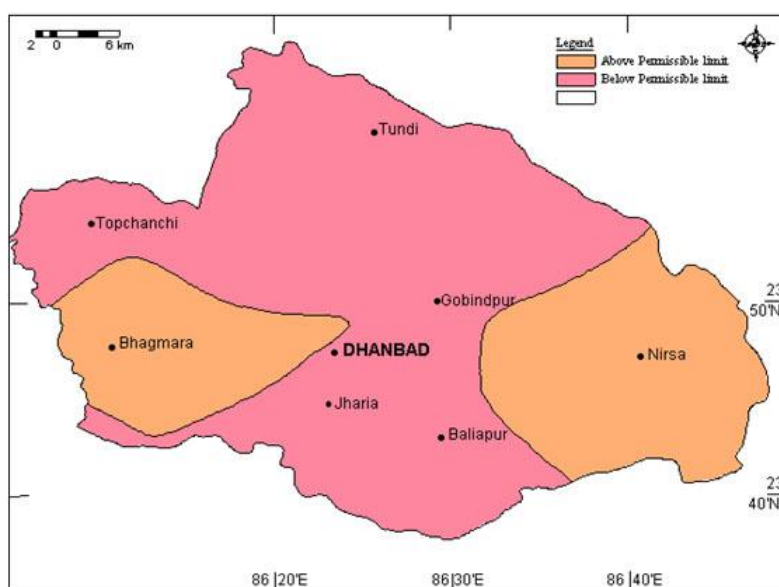 2 0 6 km
Legend
Above Permissible limit
Below Permissible limit
Tundi
Topchanchi
Gobindpur
23
50'N
Bhagmara
DHANBAD
Nirsa
Jharia
Baliapur
23
40'N
86 20'E
86 30'E
86 40'E